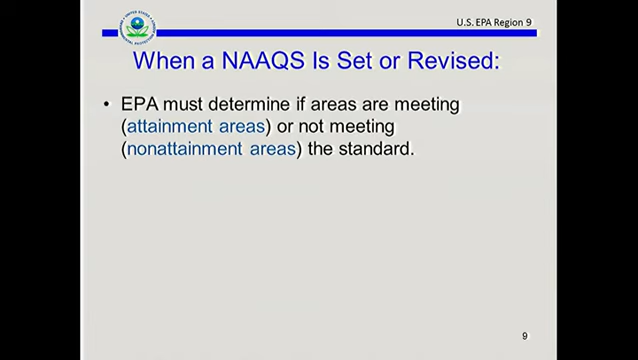 U.S. EPA Region 9
When a NAAQS Is Set or Revised:
• EPA must determine if areas are meeting
(attainment areas) or not meeting
(nonattainment areas) the standard.
9